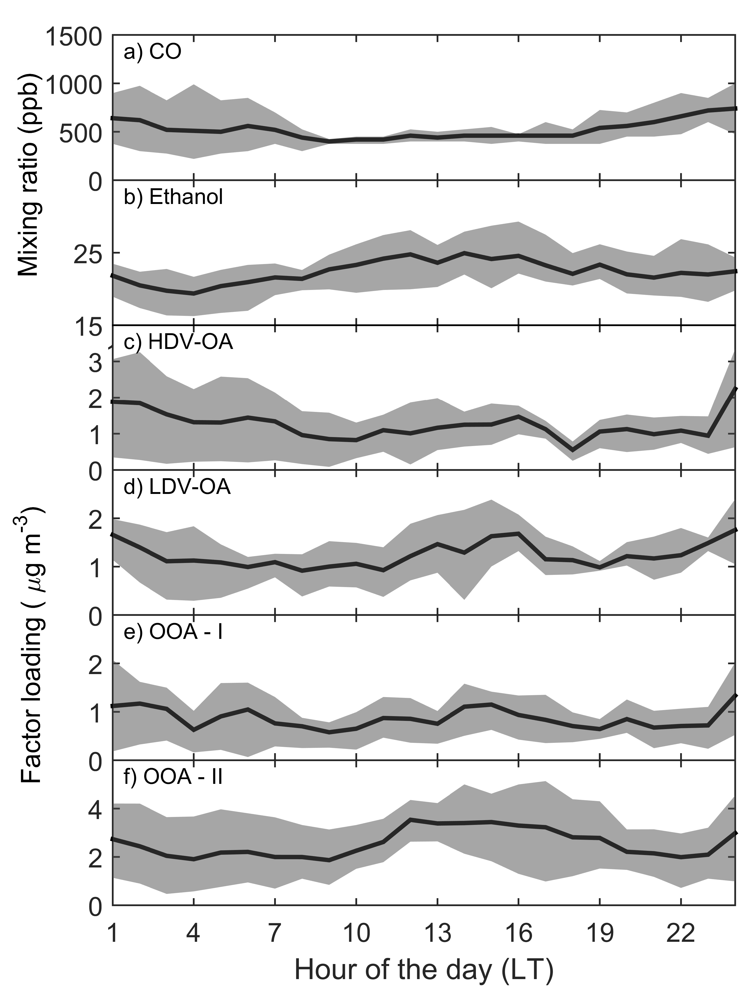 Mixing ratio (ppb)
1500
1000
500
0
a) CO
b) Ethanol
25
15
c) HDV-OA
3
2
1
0
Factor loading ( μg m-3)
d) LDV-OA
2
1
0
e) OOA - I
2
1
0
f) OOA - II
4
2
0
1 4 7 10 13 16 19 22
Hour of the day (LT)